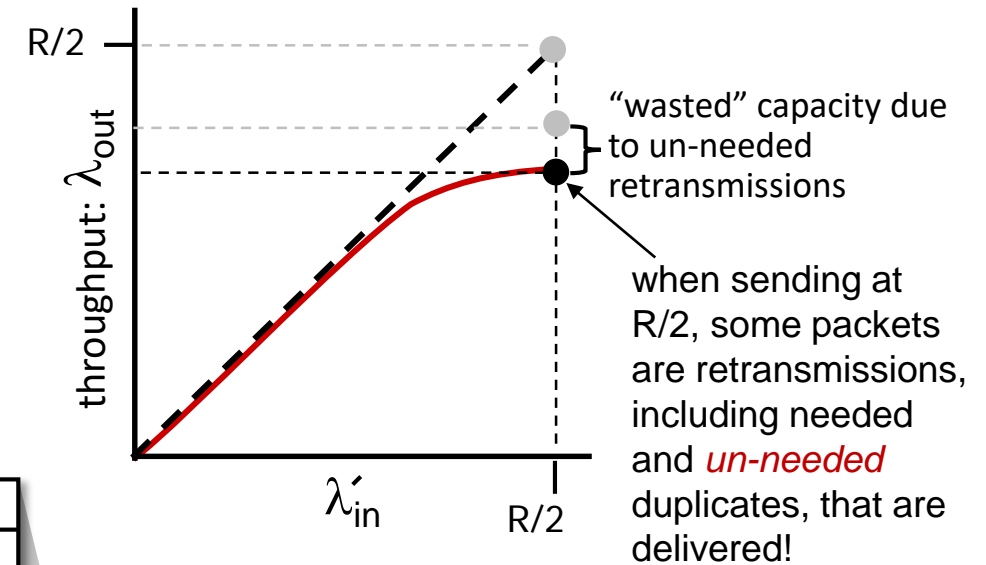 R/2
throughput: λout
“wasted” capacity due
to un-needed
retransmissions
when sending at
R/2, some packets
are retransmissions,
including needed
and un-needed
duplicates, that are
delivered!
λ′in
R/2